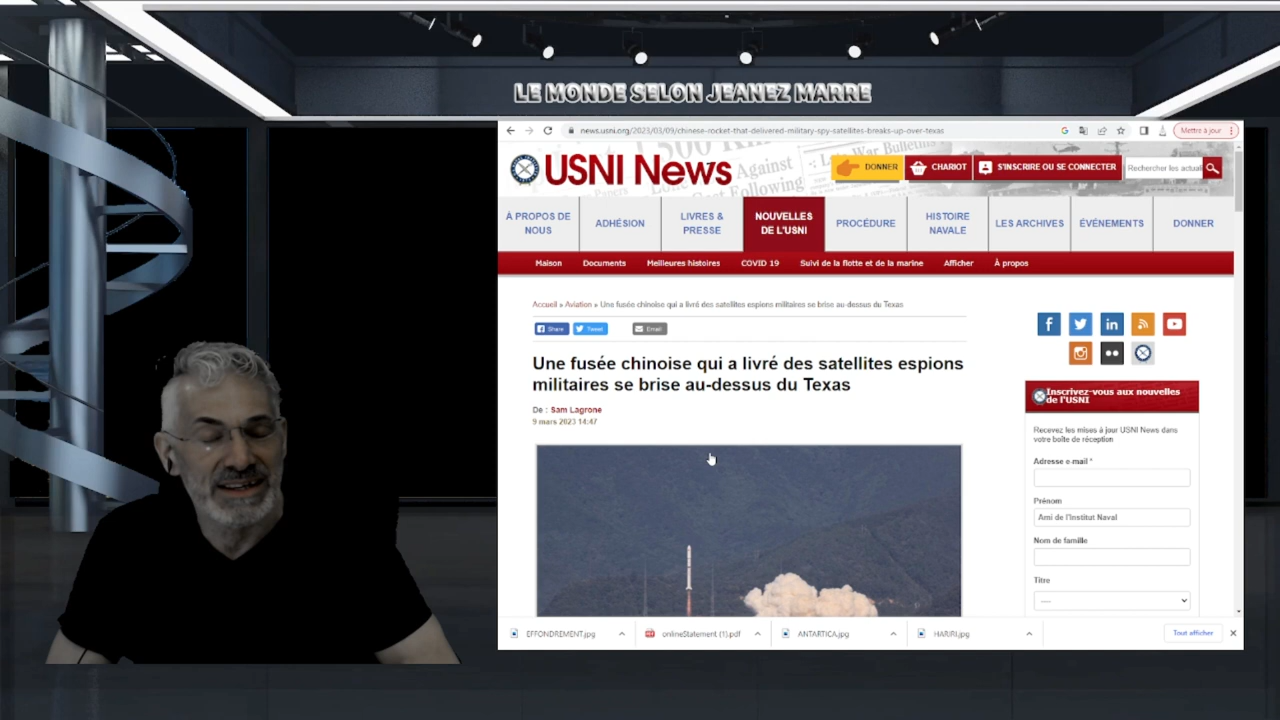 LE MONDE SELON JEANEZ MARRE
news.usni.org/2023/03/09/chinese-rocket-that-delivered-military-spy-satellites-breaks-up-over-texas
Mettre à jour
USNI News
1500
Against
War Bulletins
Cost Following
DONNER
CHARIOT
S'INSCRIRE OU SE CONNECTER
Rechercher les actuali
À PROPOS DE
NOUS
ADHÉSION
LIVRES &
PRESSE
NOUVELLES
DE L'USNI
PROCÉDURE
HISTOIRE
NAVALE
LES ARCHIVES
ÉVÉNEMENTS
DONNER
Maison Documents Meilleures histoires COVID 19 Suivi de la flotte et de la marine Afficher À propos
Accueil » Aviation » Une fusée chinoise qui a livré des satellites espions militaires se brise au-dessus du Texas
Share Tweet Email
Une fusée chinoise qui a livré des satellites espions
militaires se brise au-dessus du Texas
De : Sam Lagrone
9 mars 2023 14:47
Inscrivez-vous aux nouvelles
de l'USNI
Recevez les mises à jour USNI News dans
votre boîte de réception
Adresse e-mail *
Prénom
Ami de l'Institut Naval
Nom de famille
Titre
----
EFFONDREMENT.jpg
onlineStatement (1).pdf
ANTARTICA.jpg
HARIRI.jpg
Tout afficher